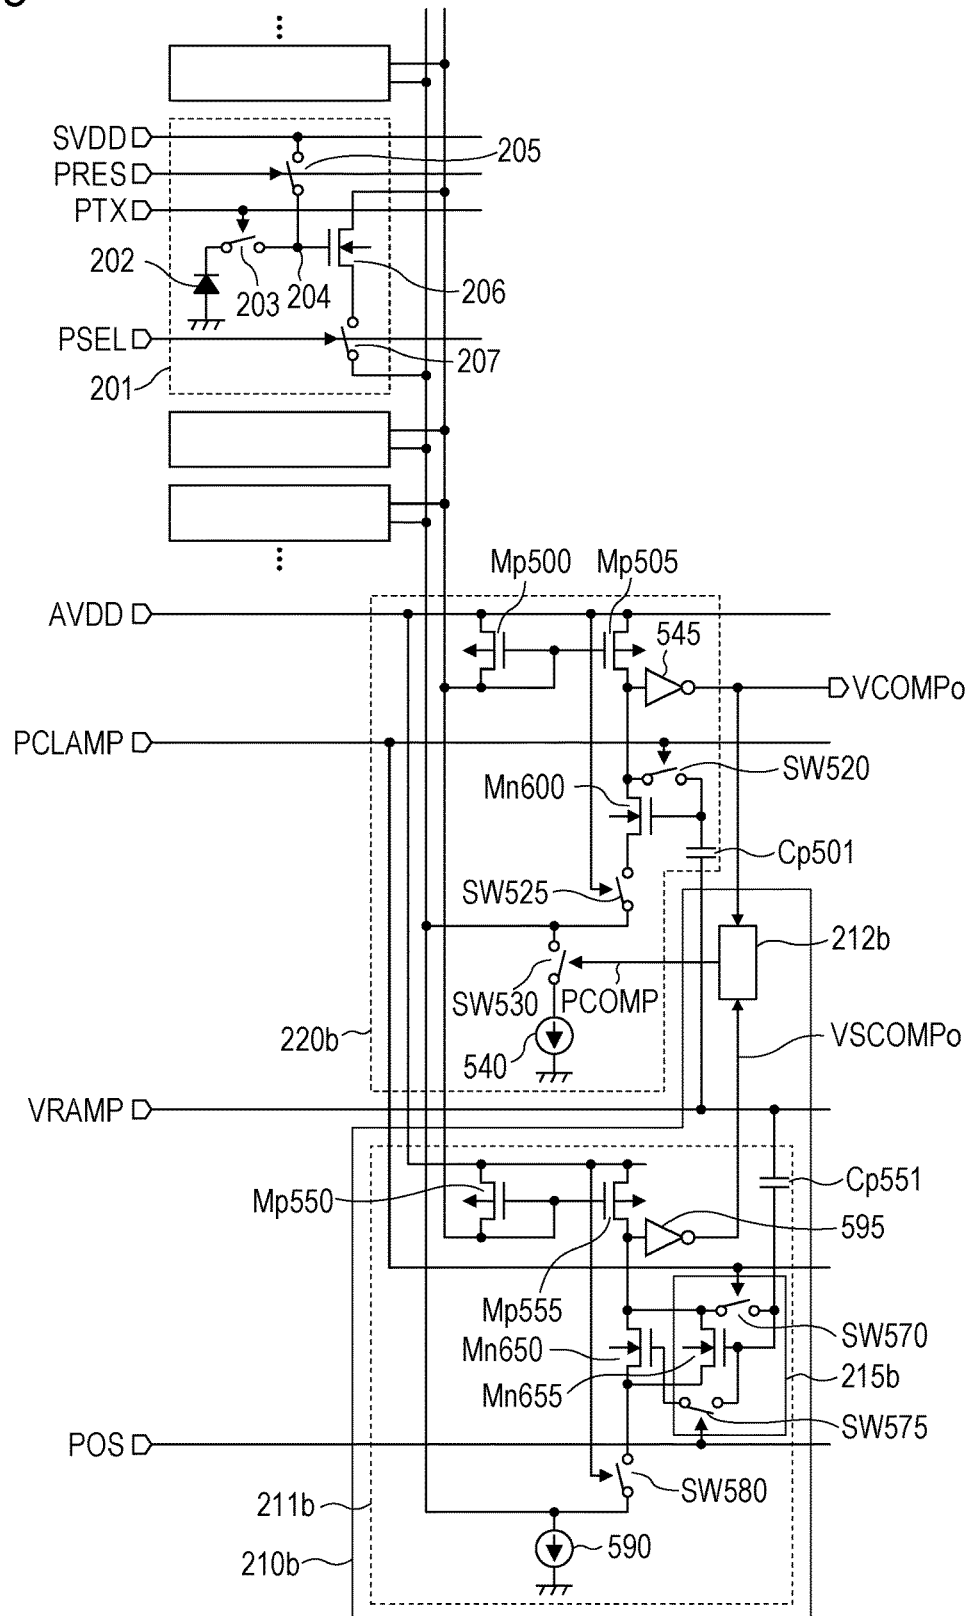 SVDD
205
PRES
PTX
202
203
204
206
PSEL
207
201
Mp500
Mp505
AVDD
545
VCOMPo
PCLAMP
SW520
Mn600
Cp501
SW525
212b
SW530
PCOMP
220b
540
VSCOMPo
VRAMP
Cp551
Mp550
595
Mp555
SW570
Mn650
215b
Mn655
SW575
POS
SW580
211b
590
210b